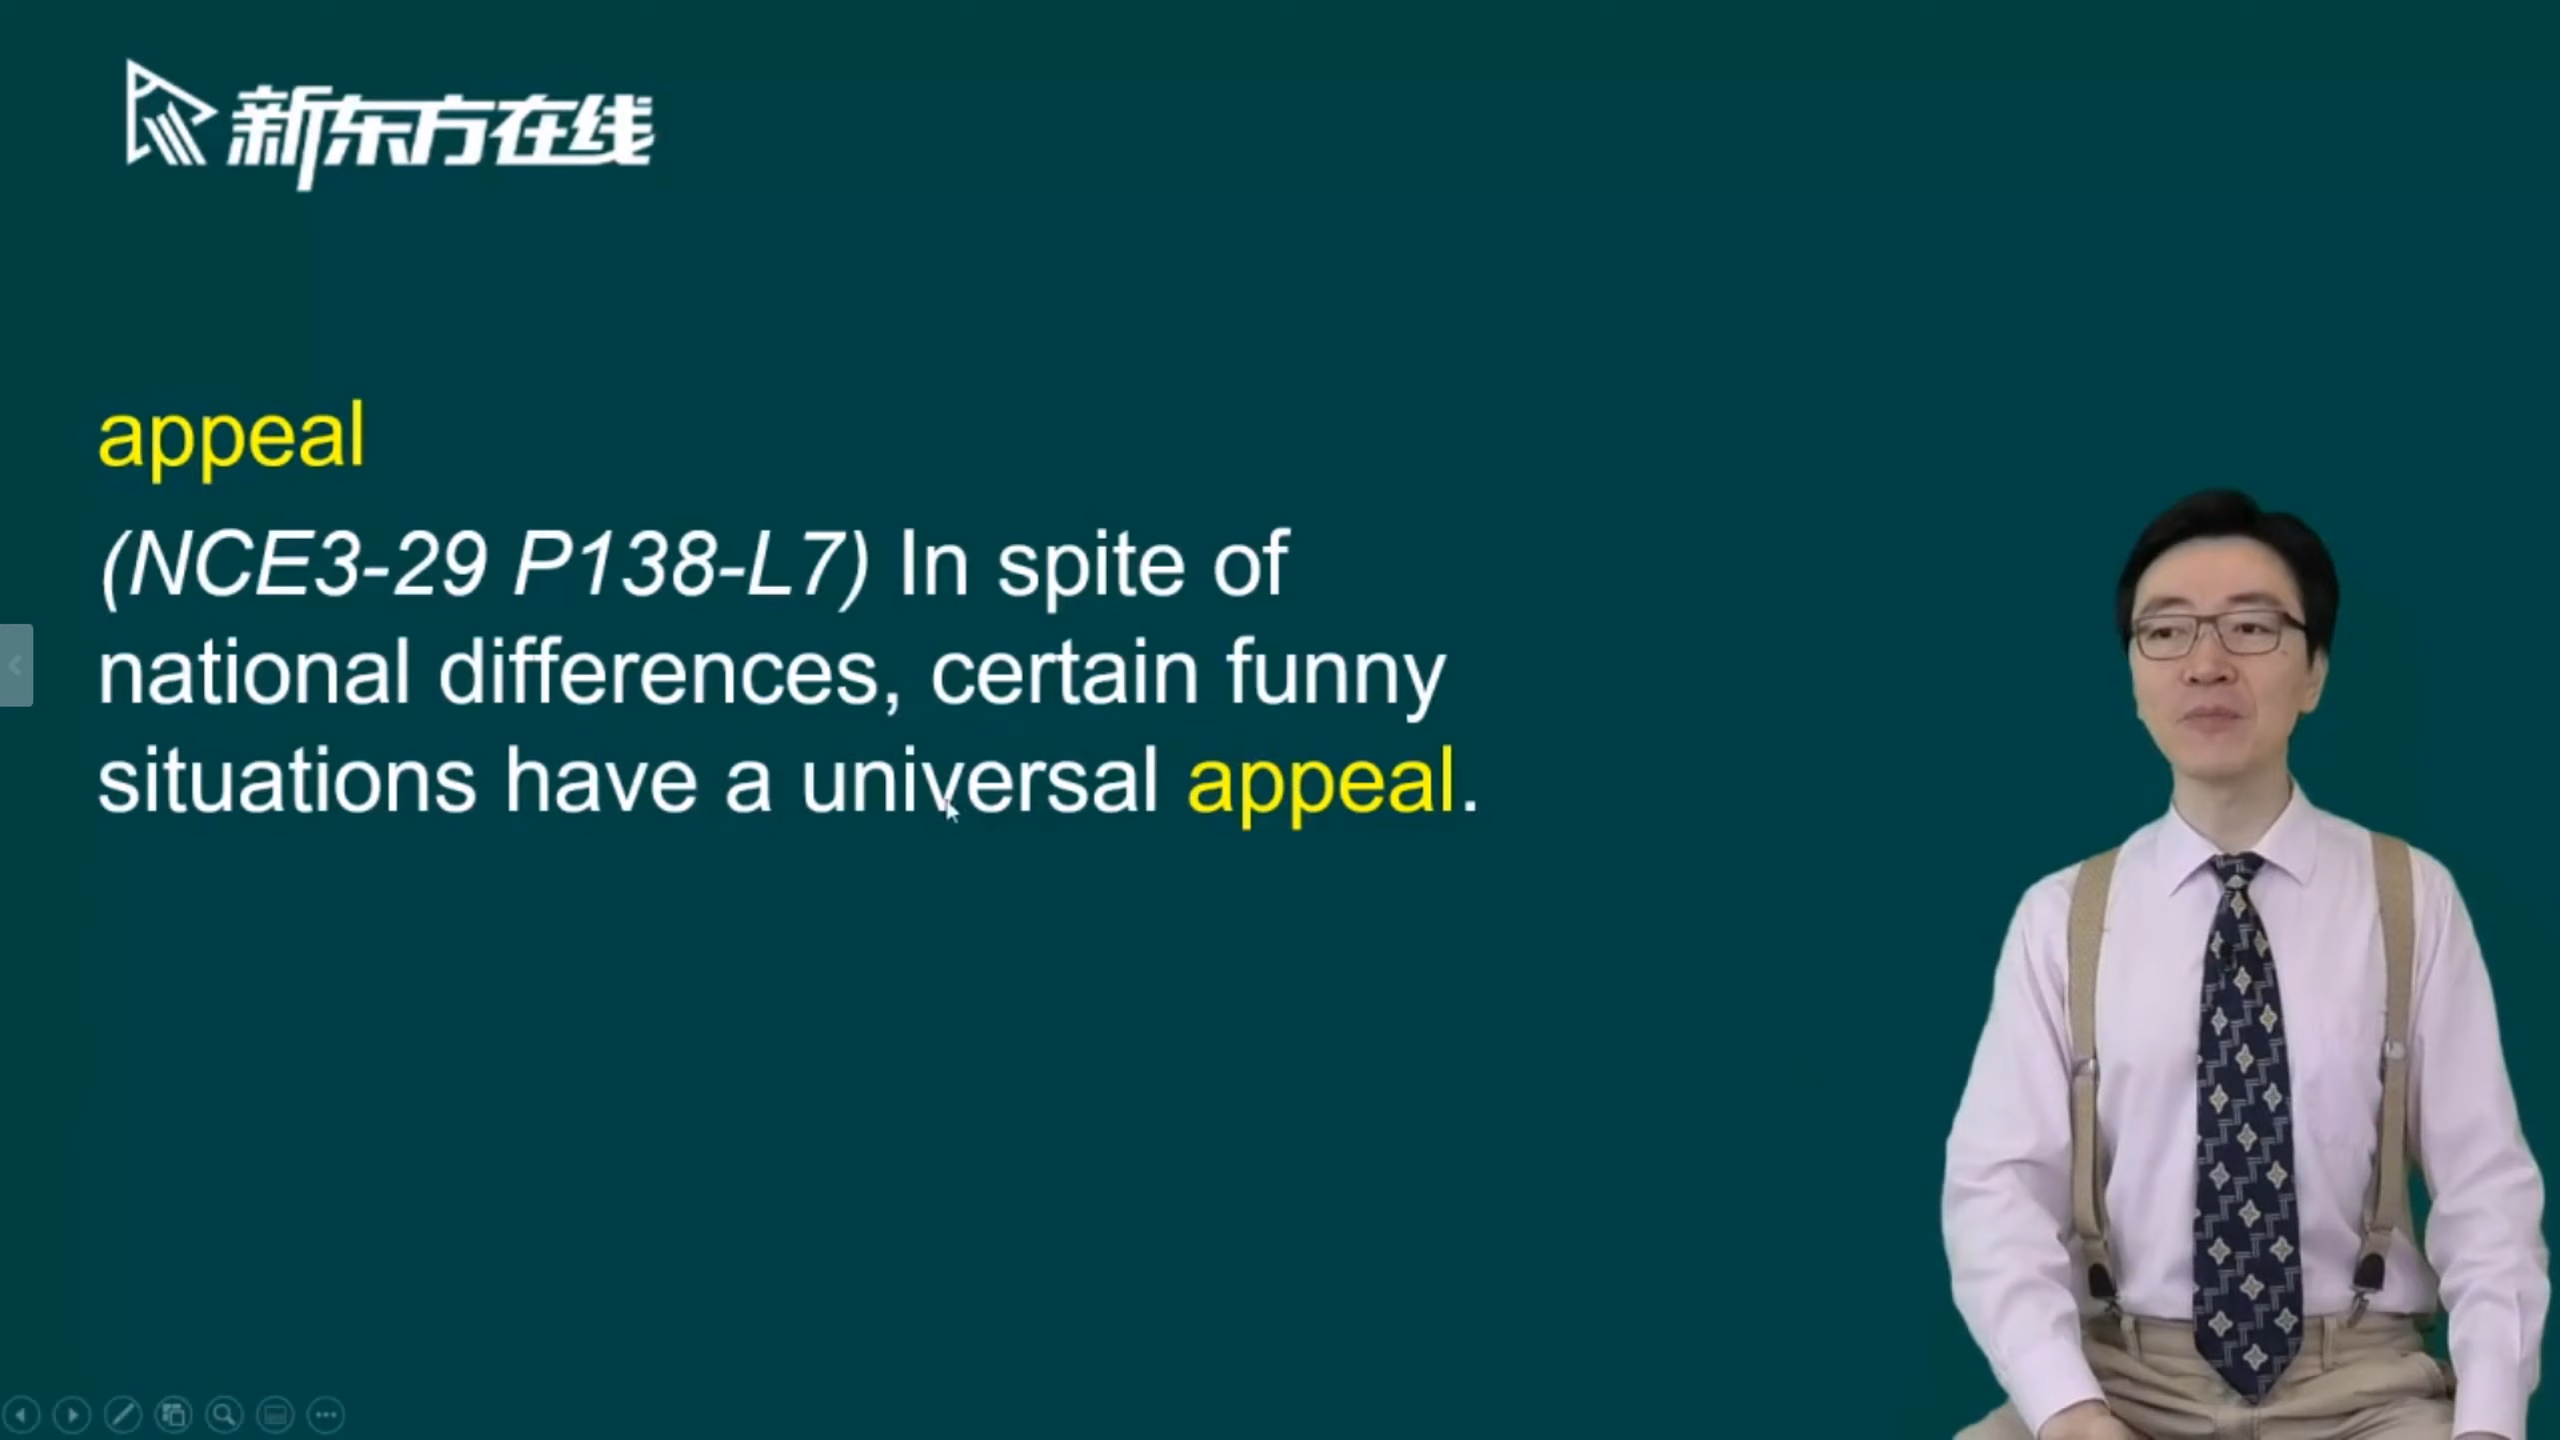 新东方在线
appeal
(NCE3-29 P138-L7) In spite of
national differences, certain funny
situations have a universal appeal.